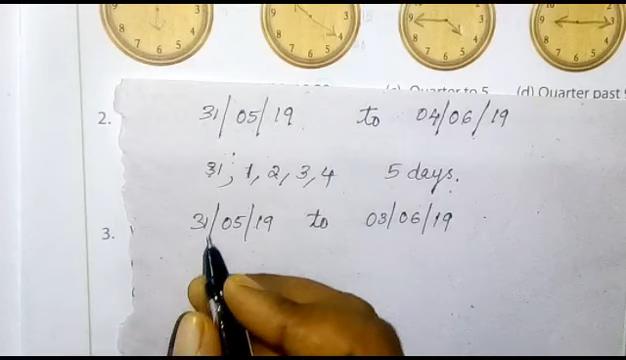 (c) Quarter to 5 (d) Quarter past
2. 31/05/19 to 04/06/19
31, 1, 2, 3, 4 5 days.
3. 31/05/19 to 03/06/19